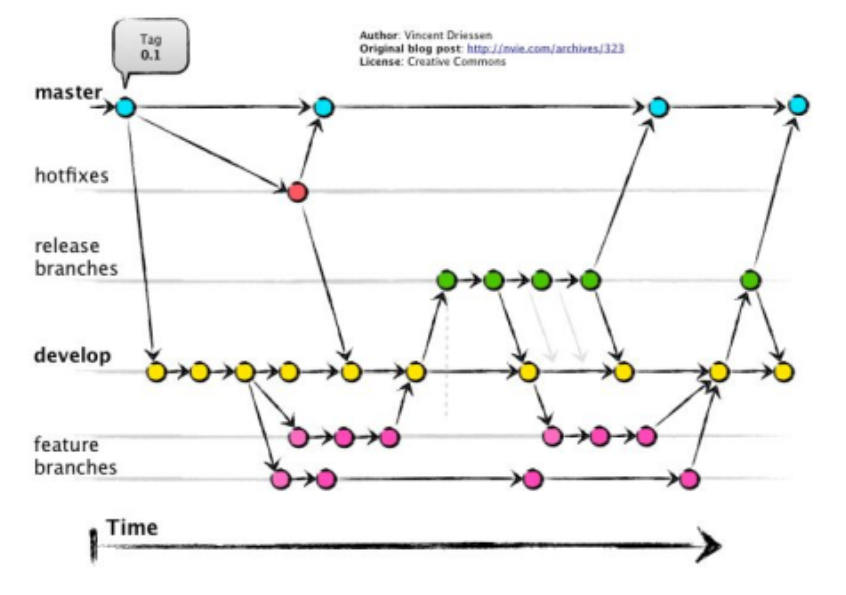 Tag
0.1
Author: Vincent Driessen
Original blog post: http://nvie.com/archives/323
License: Creative Commons
master
hotfixes
release
branches
develop
feature
branches
Time